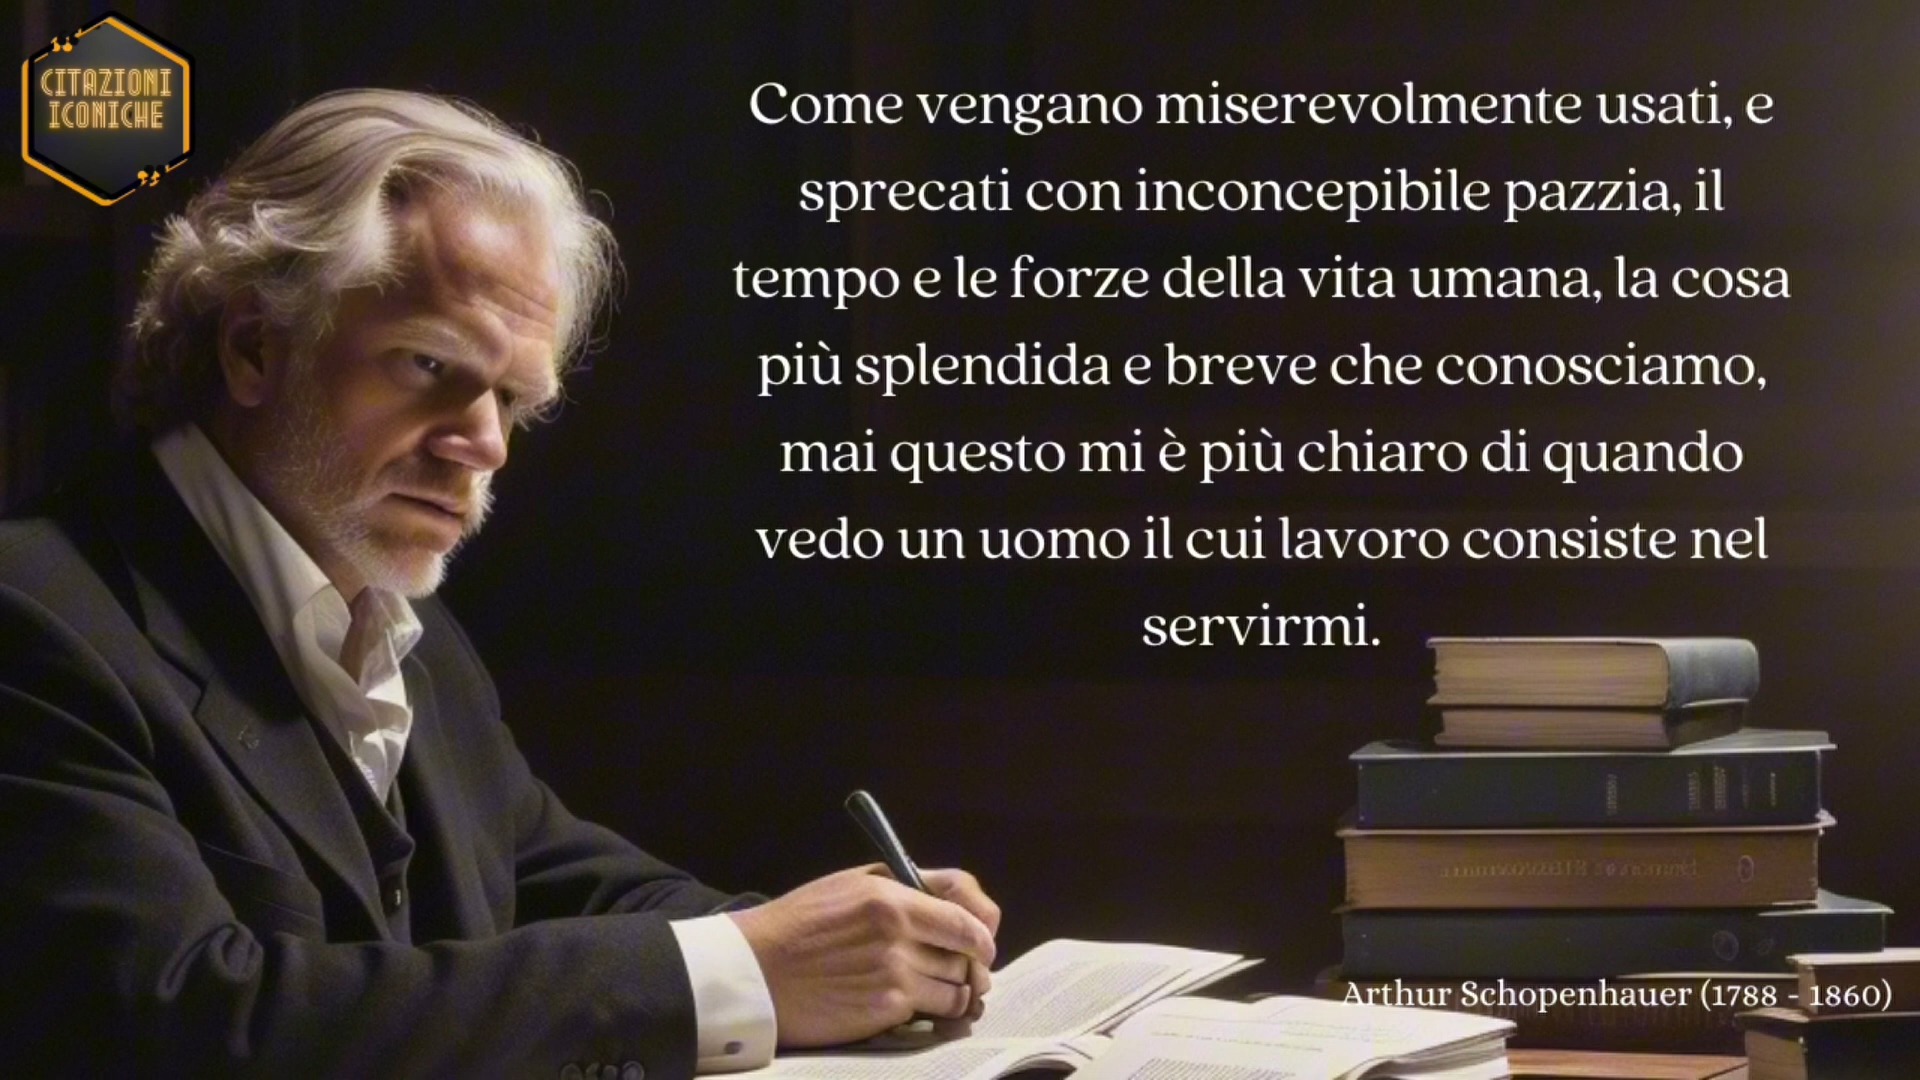 CITAZIONI
ICONICHE
Come vengano miserevolmente usati, e
sprecati con inconcepibile pazzia, il
tempo e le forze della vita umana, la cosa
più splendida e breve che conosciamo,
mai questo mi è più chiaro di quando
vedo un uomo il cui lavoro consiste nel
servirmi.
Arthur Schopenhauer (1788 - 1860)